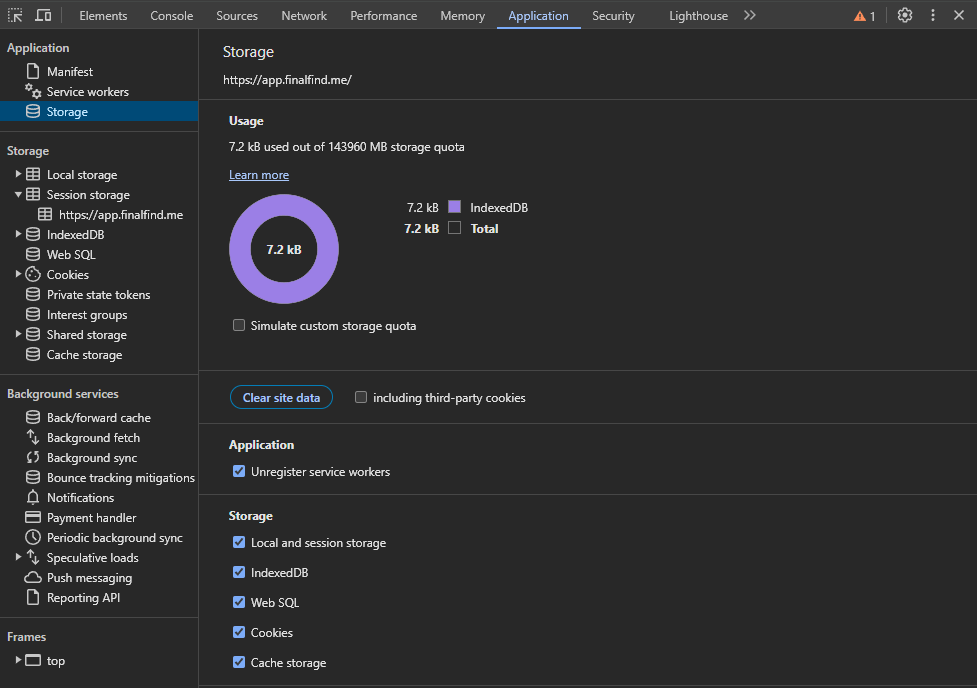 Elements Console Sources Network Performance Memory Application Security Lighthouse 1
Application
Manifest
Service workers
Storage
Storage
Local storage
Session storage
https://app.finalfind.me
IndexedDB
Web SQL
Cookies
Private state tokens
Interest groups
Shared storage
Cache storage
Background services
Back/forward cache
Background fetch
Background sync
Bounce tracking mitigations
Notifications
Payment handler
Periodic background sync
Speculative loads
Push messaging
Reporting API
Frames
top
Storage
https://app.finalfind.me/
Usage
7.2 kB used out of 143960 MB storage quota
Learn more
7.2 kB
7.2 kB IndexedDB
7.2 kB Total
Simulate custom storage quota
Clear site data including third-party cookies
Application
Unregister service workers
Storage
Local and session storage
IndexedDB
Web SQL
Cookies
Cache storage